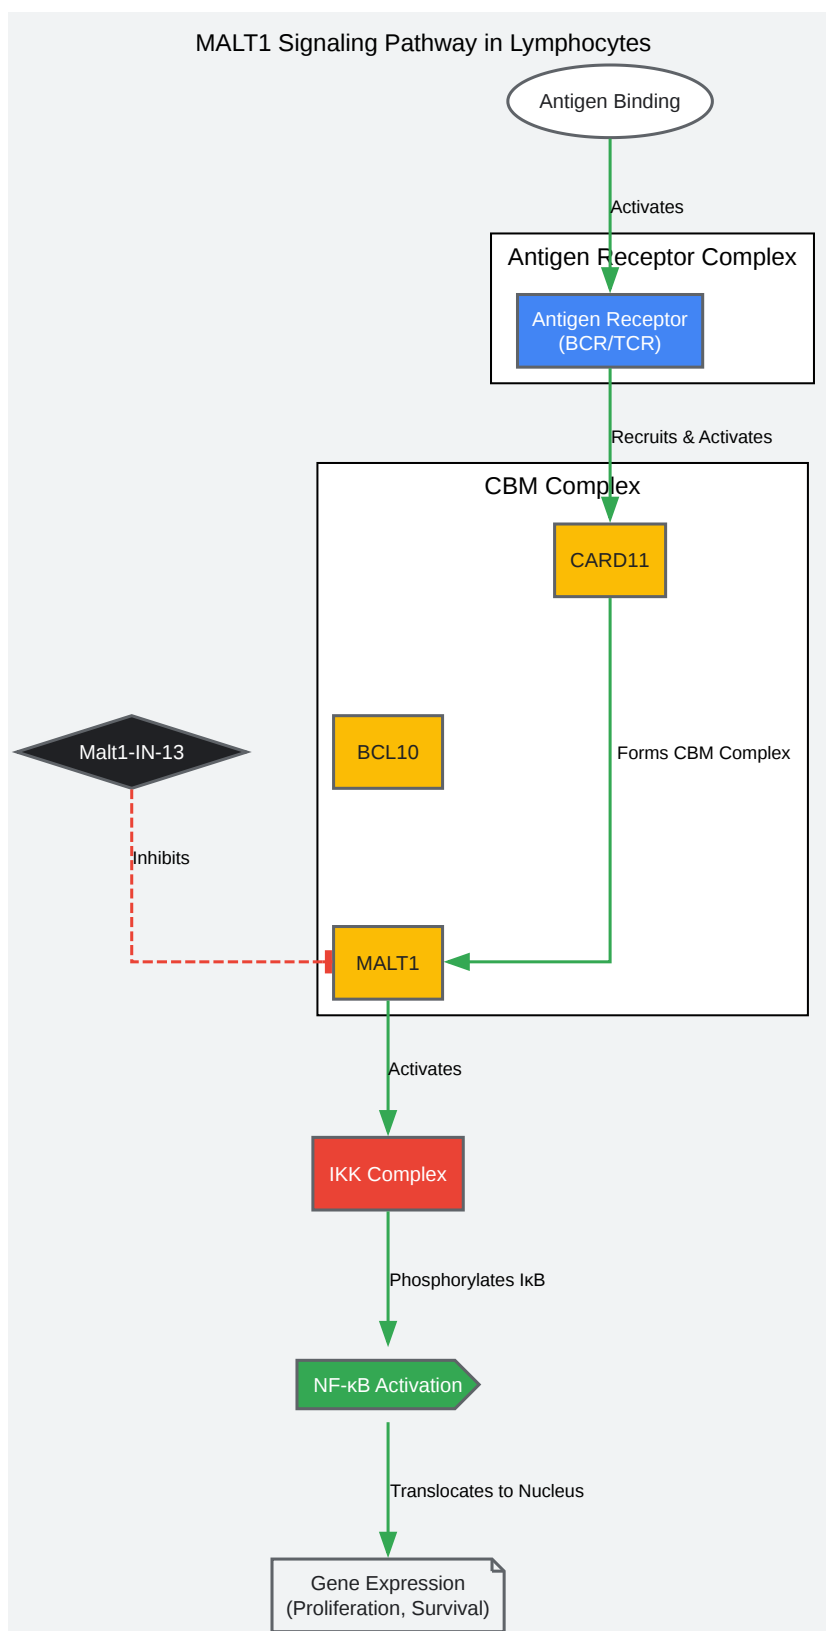 MALT1 Signaling Pathway in Lymphocytes
Antigen Binding
Activates
Antigen Receptor Complex
Antigen Receptor
(BCR/TCR)
Recruits & Activates
CBM Complex
CARD11
Malt1-IN-13
BCL10
Forms CBM Complex
Inhibits
MALT1
Activates
IKK Complex
Phosphorylates IκB
NF-κB Activation
Translocates to Nucleus
Gene Expression
(Proliferation, Survival)